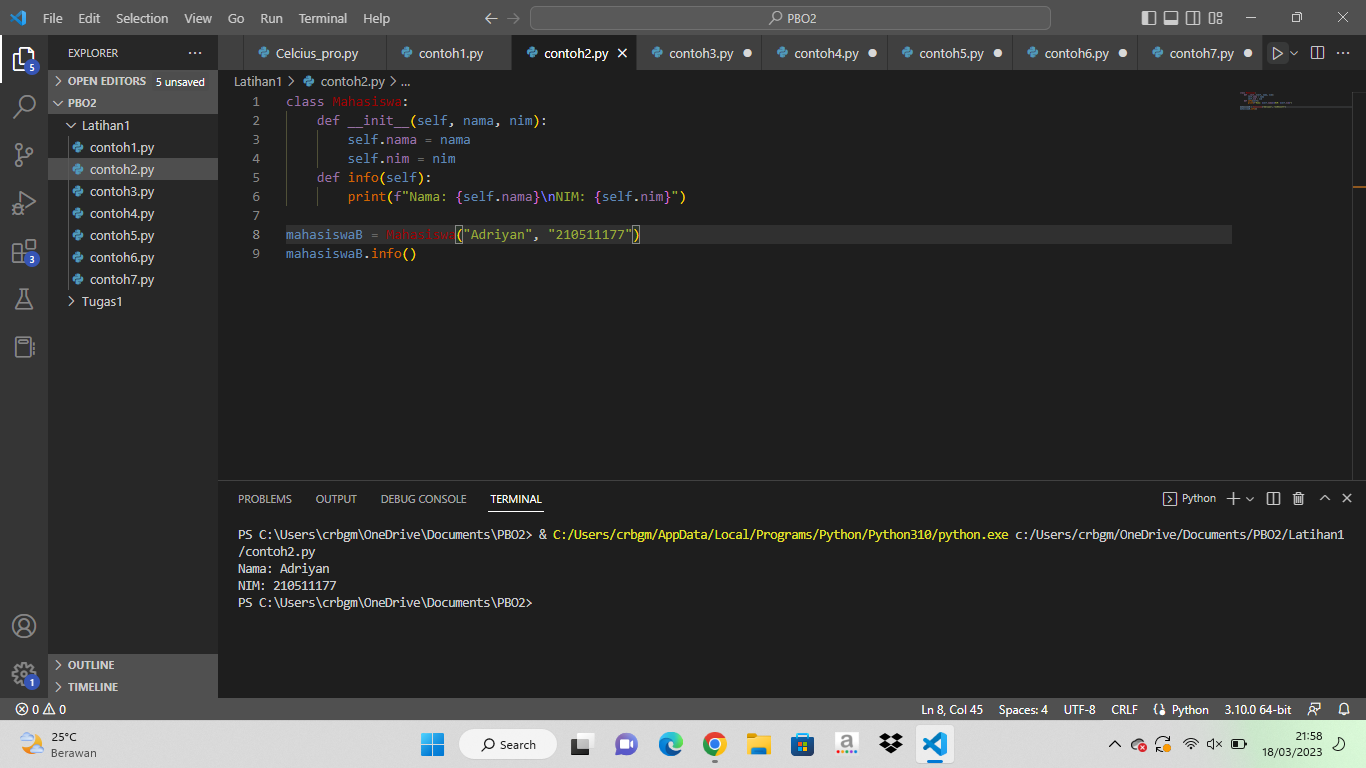 File Edit Selection View Go Run Terminal Help
PBO2
EXPLORER
OPEN EDITORS 5 unsaved
PBO2
Latihan1
contoh1.py
contoh2.py
contoh3.py
contoh4.py
contoh5.py
contoh6.py
contoh7.py
Tugas1
OUTLINE
TIMELINE
5
3
1
Celcius_pro.py contoh1.py contoh2.py contoh3.py contoh4.py contoh5.py contoh6.py contoh7.py
Latihan1 > contoh2.py > ...
1 class Mahasiswa:
2 def __init__(self, nama, nim):
3 self.nama = nama
4 self.nim = nim
5 def info(self):
6 print(f"Nama: {self.nama}\nNIM: {self.nim}")
7
8 mahasiswaB = Mahasiswa("Adriyan", "210511177")
9 mahasiswaB.info()
PROBLEMS OUTPUT DEBUG CONSOLE TERMINAL
Python
PS C:\Users\crbgm\OneDrive\Documents\PBO2> & C:/Users/crbgm/AppData/Local/Programs/Python/Python310/python.exe c:/Users/crbgm/OneDrive/Documents/PBO2/Latihan1
/contoh2.py
Nama: Adriyan
NIM: 210511177
PS C:\Users\crbgm\OneDrive\Documents\PBO2>
0 0
Ln 8, Col 45 Spaces: 4 UTF-8 CRLF Python 3.10.0 64-bit
25°C
Berawan
Search
a
21:58
18/03/2023